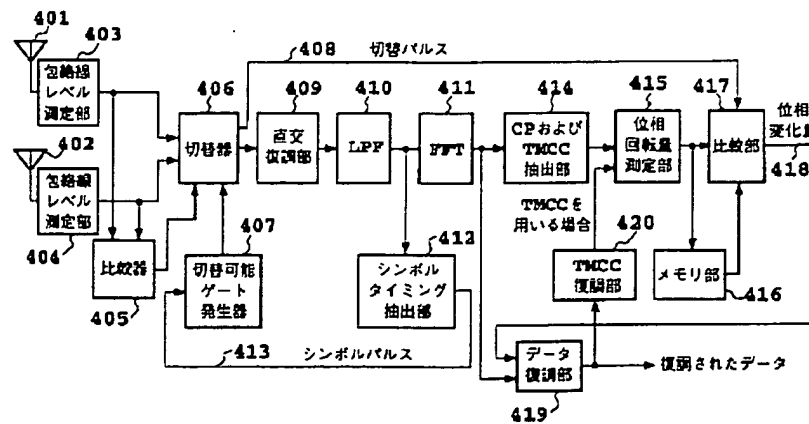 401
403
包絡線
レベル
測定部
402
包絡線
レベル
測定部
404
比較器
405
406
切替器
408
切替パルス
407
切替可能
ゲート
発生器
409
直交
復調部
410
LPF
411
FFT
412
シンボル
タイミング
抽出部
413
シンボルパルス
414
CPおよび
TMCC
抽出部
415
位相
回転量
測定部
TMCCを
用いる場合
420
TMCC
復調部
メモリ部
416
417
比較部
位相
変化量
418
データ
復調部
419
復調されたデータ